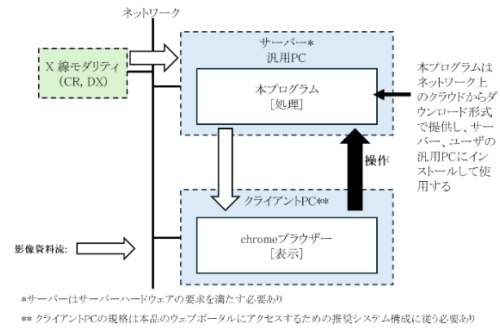 ネットワーク
サーバー*
汎用PC
X 線モダリティ
(CR, DX)
本プログラム
[処理]
本プログラムは
ネットワーク上
のクラウドからダ
ウンロード形式
で提供し、サー
バー、ユーザの
汎用PCにインス
トールして使用
する
操作
クライアントPC**
chromeブラウザー
[表示]
影像資料流:
*サーバーはサーバーハードウェアの要求を満たす必要あり
** クライアントPCの規格は本品のウェブポータルにアクセスするための推奨システム構成に従う必要あり